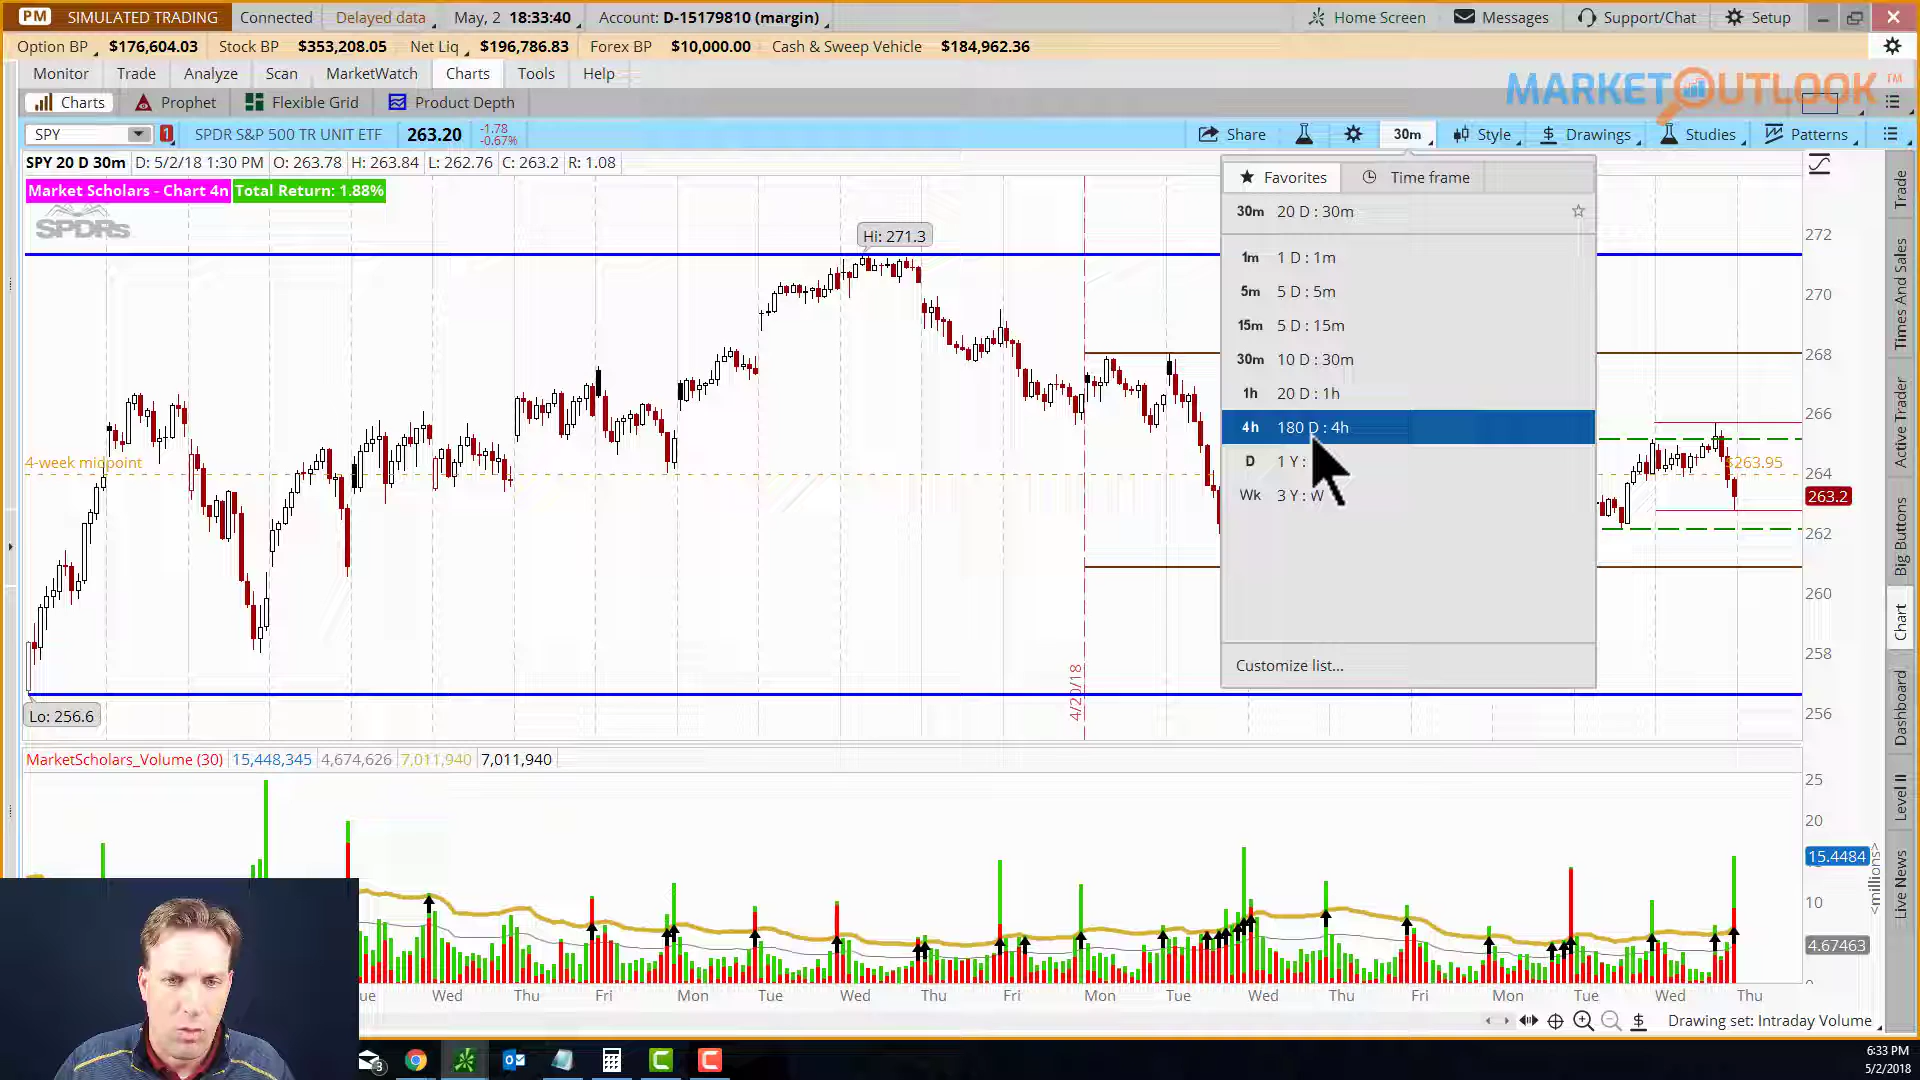 PM SIMULATED TRADING Connected Delayed data May, 2 18:33:40 Account: D-15179810 (margin) Home Screen Messages Support/Chat Setup
Option BP $176,604.03 Stock BP $353,208.05 Net Liq $196,786.83 Forex BP $10,000.00 Cash & Sweep Vehicle $184,962.36
Monitor Trade Analyze Scan MarketWatch Charts Tools Help
MARKET OUTLOOK TM
Charts Prophet Flexible Grid Product Depth
SPY 1 SPDR S&P 500 TR UNIT ETF 263.20 -1.78 -0.67% Share 30m Style Drawings Studies Patterns
SPY 20 D 30m D: 5/2/18 1:30 PM O: 263.78 H: 263.84 L: 262.76 C: 263.2 R: 1.08
Market Scholars - Chart 4n Total Return: 1.88%
SPDRs
Favorites Time frame
30m 20 D : 30m
1m 1 D : 1m
5m 5 D : 5m
15m 5 D : 15m
30m 10 D : 30m
1h 20 D : 1h
4h 180 D : 4h
D 1 Y :
Wk 3 Y : W
Customize list...
Hi: 271.3
4-week midpoint
$263.95
Lo: 256.6
4/20/18
272
270
268
266
264
263.2
262
260
258
256
MarketScholars_Volume (30) 15,448,345 4,674,626 7,011,940 7,011,940
25
20
15.4484
10
4.67463
<millions>
Wed Thu Fri Mon Tue Wed Thu Fri Mon Tue Wed Thu Fri Mon Tue Wed Thu
Drawing set: Intraday Volume
Trade
Times And Sales
Active Trader
Big Buttons
Chart
Dashboard
Level II
Live News
3
6:33 PM
5/2/2018